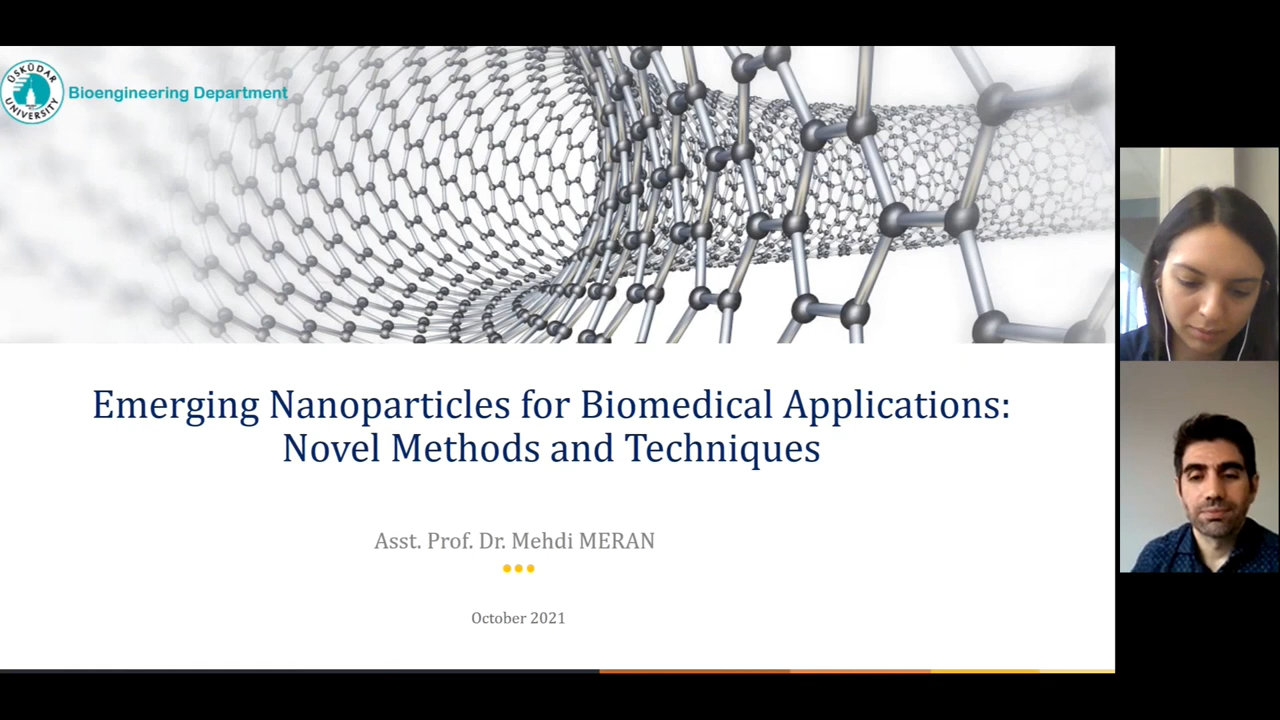 ÜSKÜDAR UNIVERSITY
Bioengineering Department
Emerging Nanoparticles for Biomedical Applications:
Novel Methods and Techniques
Asst. Prof. Dr. Mehdi MERAN
October 2021